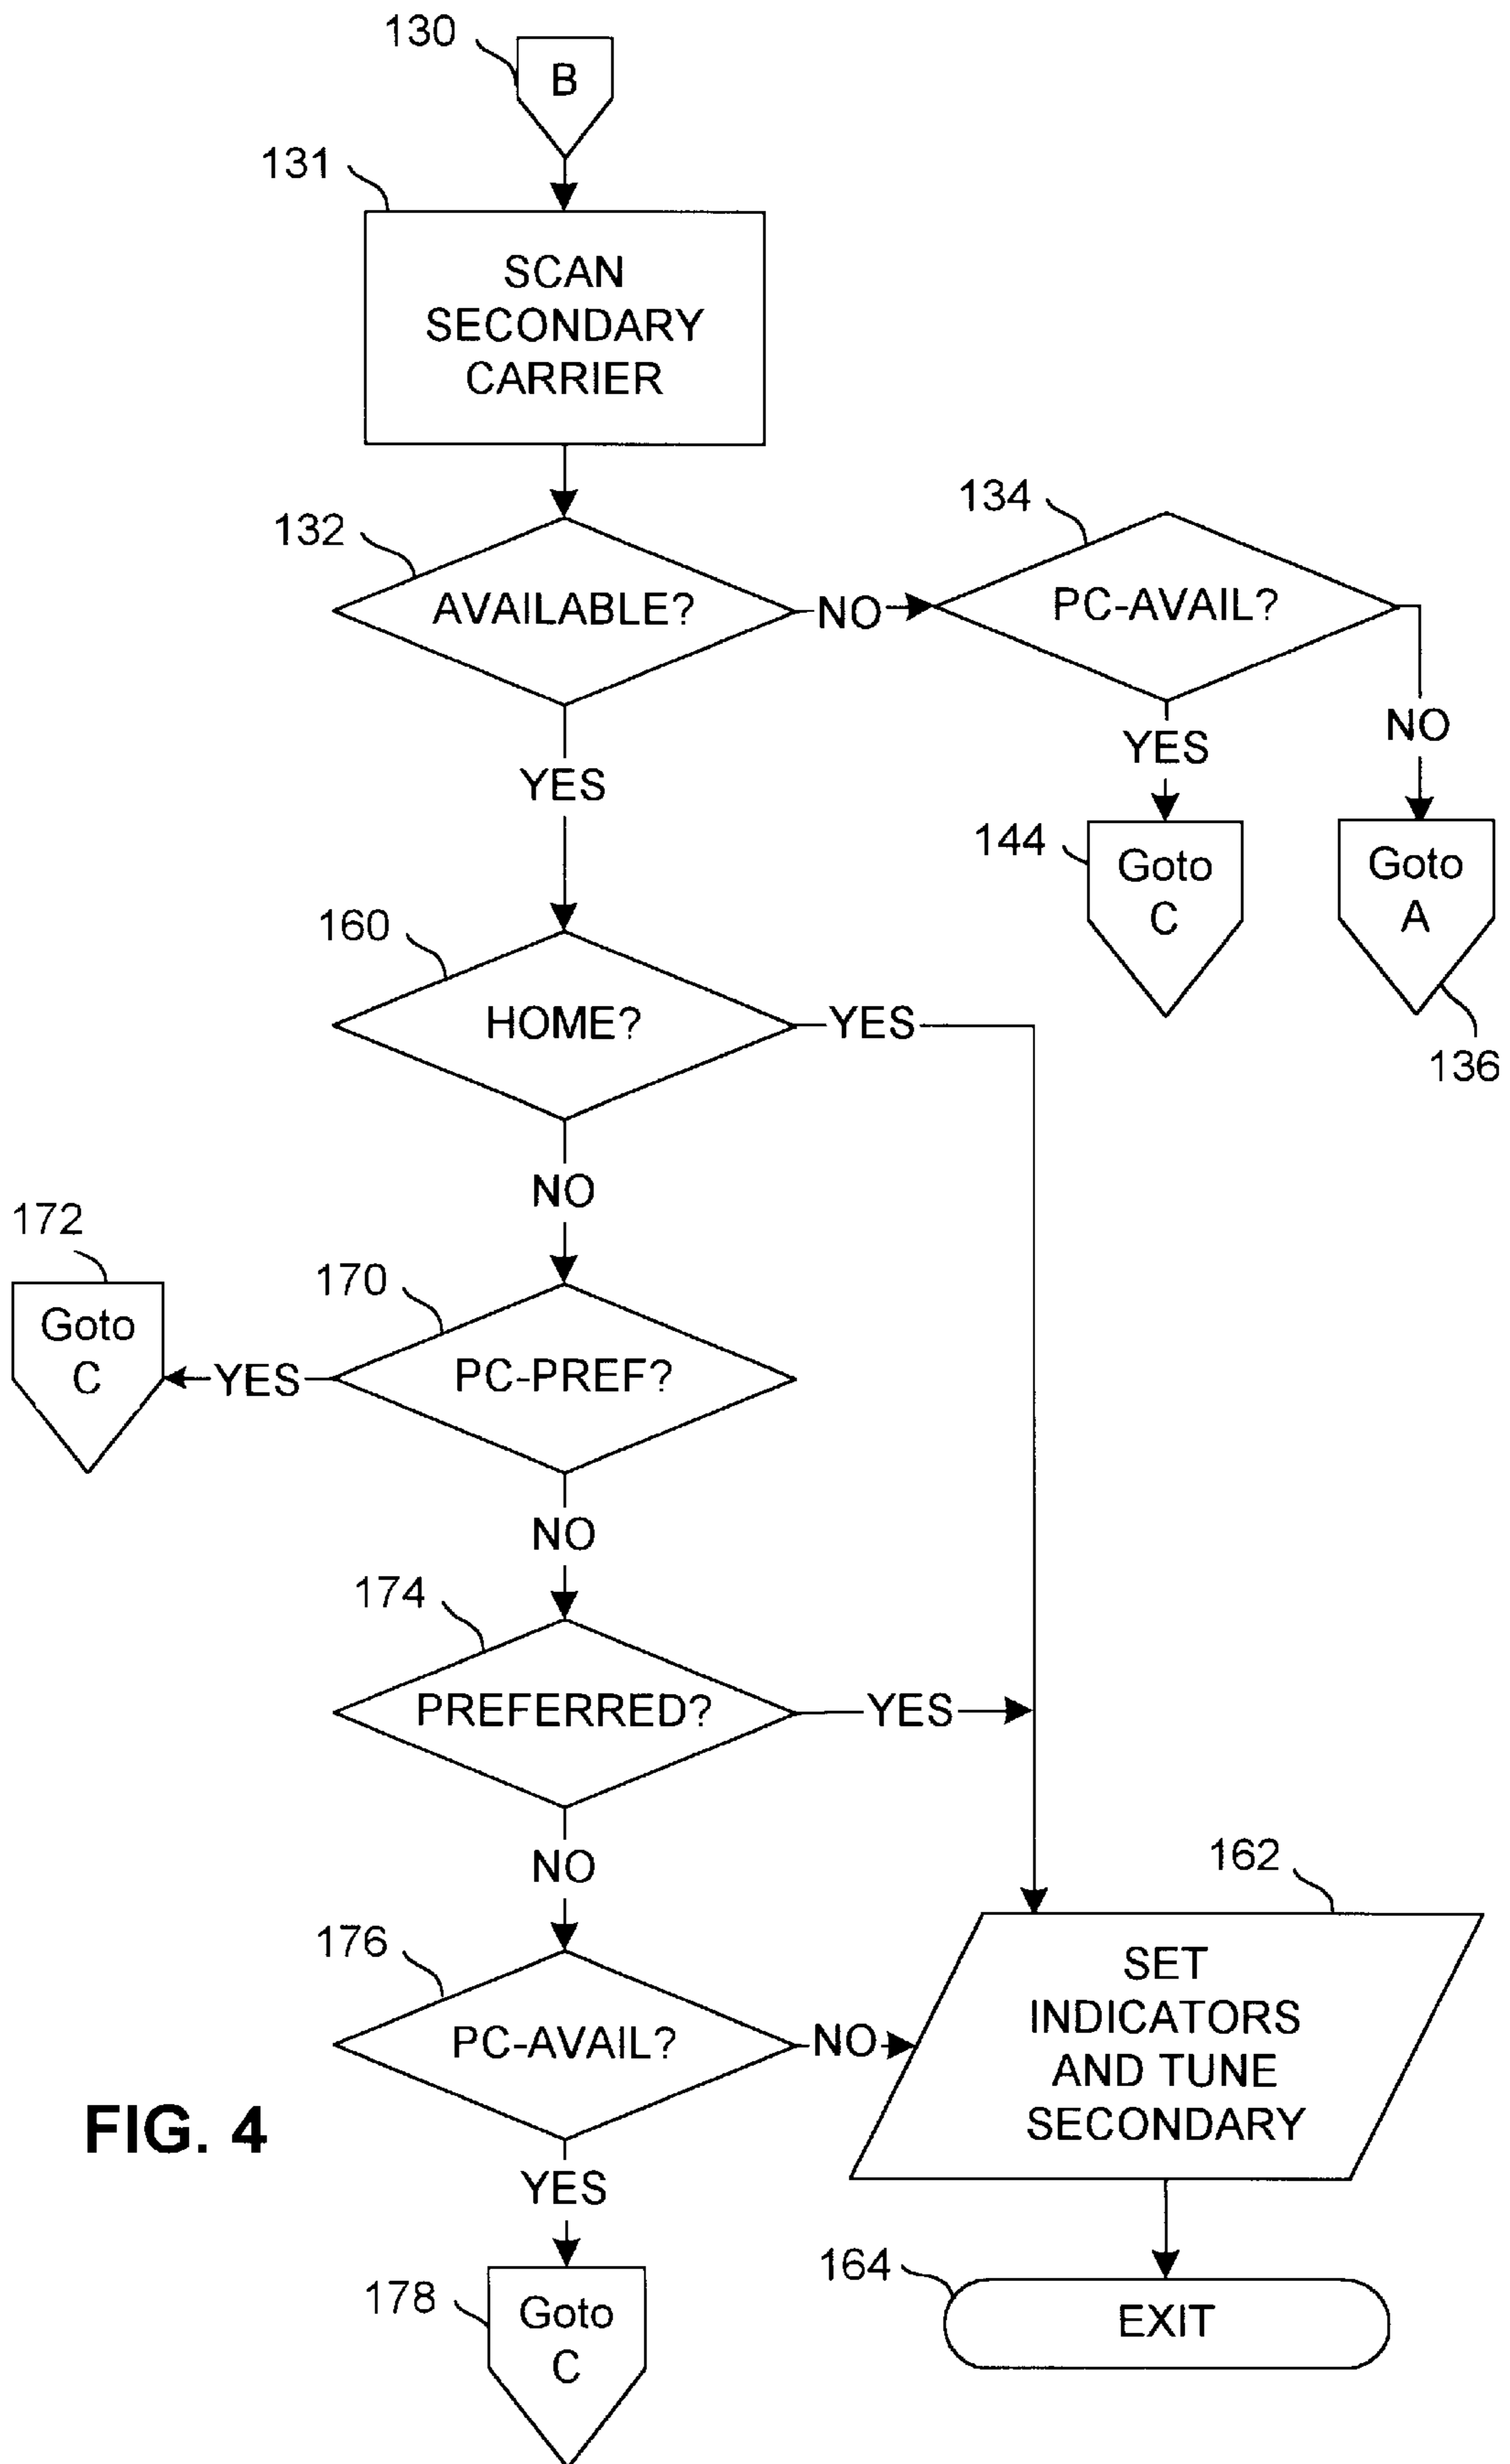 130
B
131
SCAN
SECONDARY
CARRIER
132
AVAILABLE?
NO
134
PC-AVAIL?
YES
NO
YES
144
Goto
C
Goto
A
136
160
HOME?
YES
NO
172
Goto
C
YES
170
PC-PREF?
NO
174
PREFERRED?
YES
NO
176
PC-AVAIL?
NO
162
SET
INDICATORS
AND TUNE
SECONDARY
FIG. 4
YES
178
Goto
C
164
EXIT